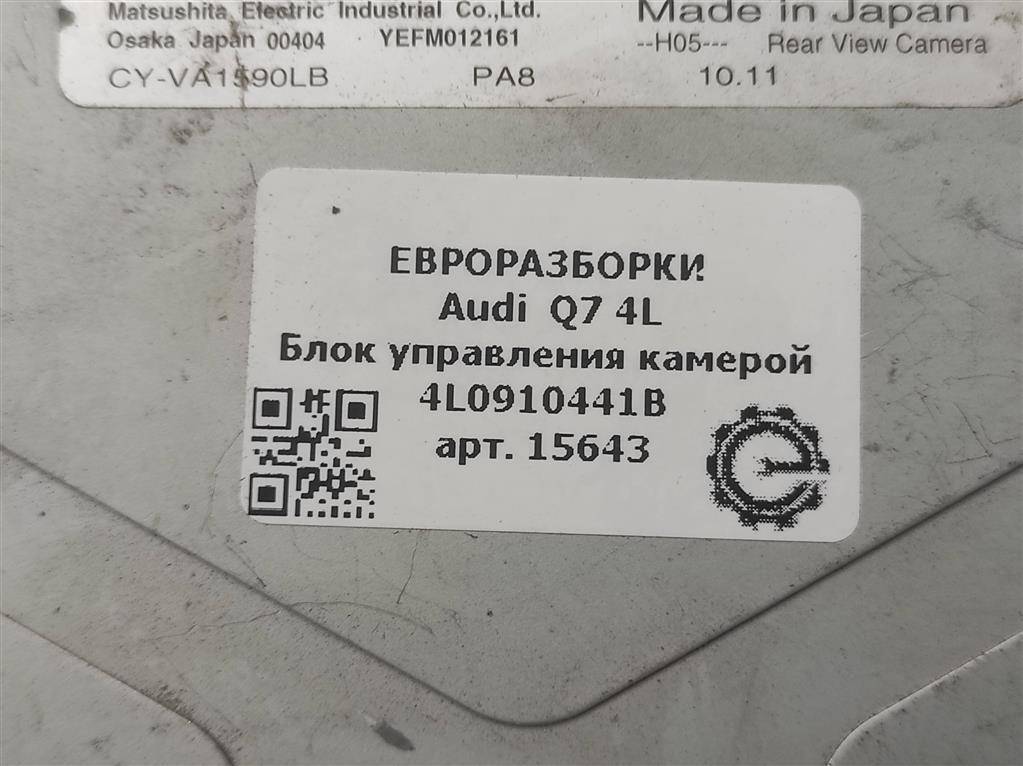 Matsushita Electric Industrial Co.,Ltd. Made in Japan
Osaka Japan 00404 YEFM012161 --H05--- Rear View Camera
CY-VA1590LB PA8 10.11
ЕВРОРАЗБОРКИ
Audi Q7 4L
Блок управления камерой
4L0910441B
арт. 15643